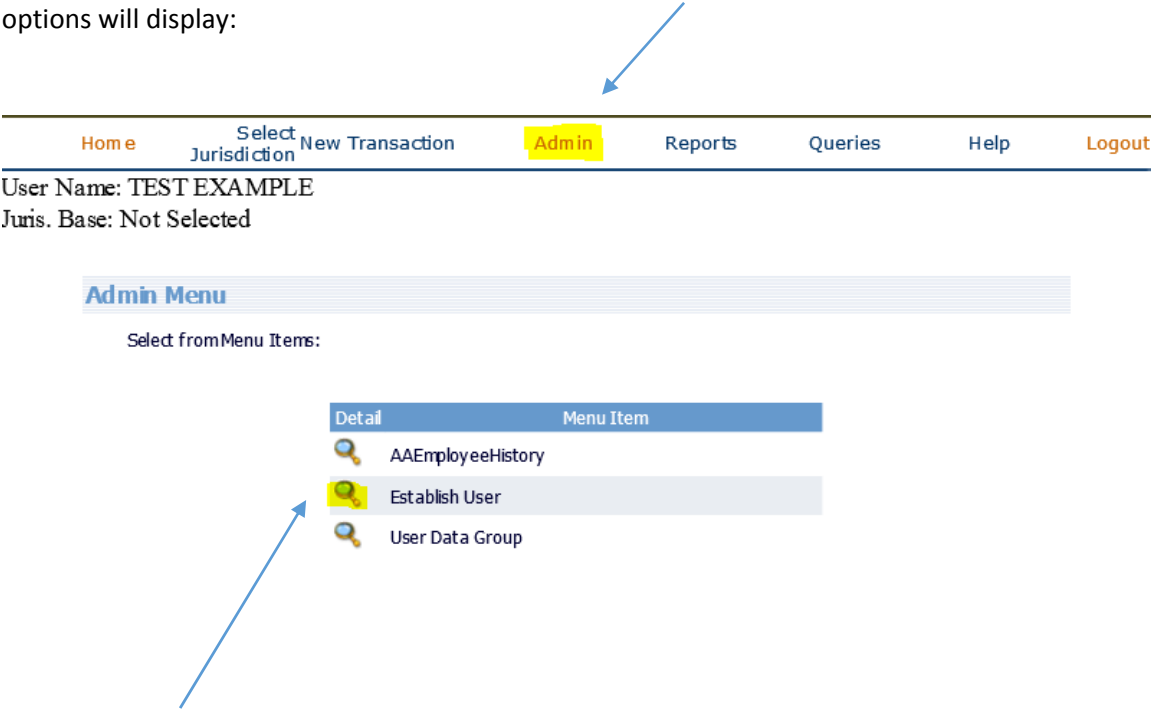 options will display:
Home Select Jurisdiction New Transaction Admin Reports Queries Help Logout
User Name: TEST EXAMPLE
Juris. Base: Not Selected
Admin Menu
Select from Menu Items:
Detail Menu Item
AAEmployeeHistory
Establish User
User Data Group